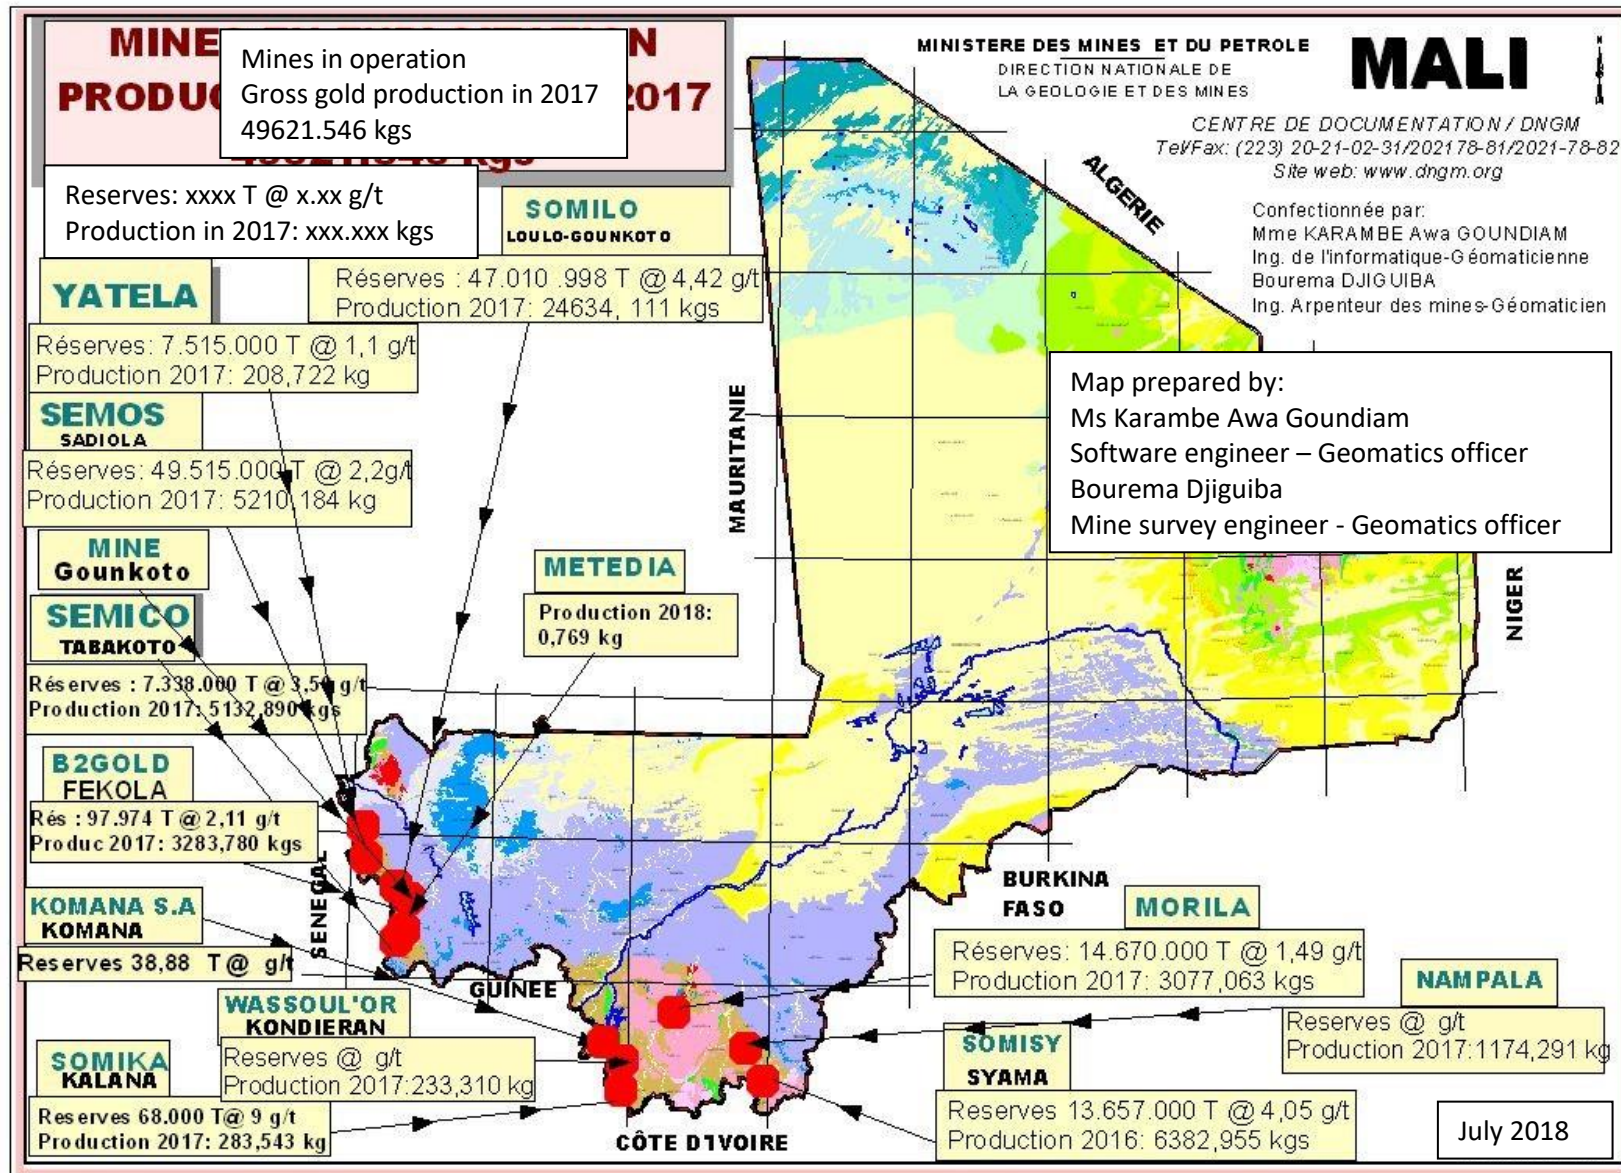 MINE N
PRODUC 2017
Mines in operation
Gross gold production in 2017
49621.546 kgs
Reserves: xxxx T @ x.xx g/t
Production in 2017: xxx.xxx kgs
MINISTERE DES MINES ET DU PETROLE
DIRECTION NATIONALE DE
LA GEOLOGIE ET DES MINES
MALI
CENTRE DE DOCUMENTATION / DNGM
Tel/Fax: (223) 20-21-02-31/202178-81/2021-78-82
Site web: www.dngm.org
Confectionnée par:
Mme KARAMBE Awa GOUNDIAM
Ing. de l'informatique-Géomaticienne
Bourema DJIGUIBA
Ing. Arpenteur des mines-Géomaticien
Map prepared by:
Ms Karambe Awa Goundiam
Software engineer – Geomatics officer
Bourema Djiguiba
Mine survey engineer - Geomatics officer
SOMILO
LOULO-GOUNKOTO
Réserves : 47.010 .998 T @ 4,42 g/t
Production 2017: 24634, 111 kgs
YATELA
Réserves: 7.515.000 T @ 1,1 g/t
Production 2017: 208,722 kg
SEMOS
SADIOLA
Réserves: 49.515.000 T @ 2,2g/t
Production 2017: 5210,184 kg
MINE
Gounkoto
SEMICO
TABAKOTO
Réserves : 7.338.000 T @ g/t
Production 2017: 5132,890 kgs
METEDIA
Production 2018:
0,769 kg
B2GOLD
FEKOLA
Rés : 97.974 T @ 2,11 g/t
Produc 2017: 3283,780 kgs
KOMANA S.A
KOMANA
Reserves 38,88 T @ g/t
WASSOUL'OR
KONDIERAN
Reserves @ g/t
Production 2017:233,310 kg
SOMIKA
KALANA
Reserves 68.000 T@ 9 g/t
Production 2017: 283,543 kg
MORILA
Réserves: 14.670.000 T @ 1,49 g/t
Production 2017: 3077,063 kgs
NAMPALA
Reserves @ g/t
Production 2017:1174,291 kg
SOMISY
SYAMA
Reserves 13.657.000 T @ 4,05 g/t
Production 2016: 6382,955 kgs
ALGERIE
MAURITANIE
NIGER
BURKINA
FASO
SENEGAL
GUINEE
CÔTE D'IVOIRE
July 2018